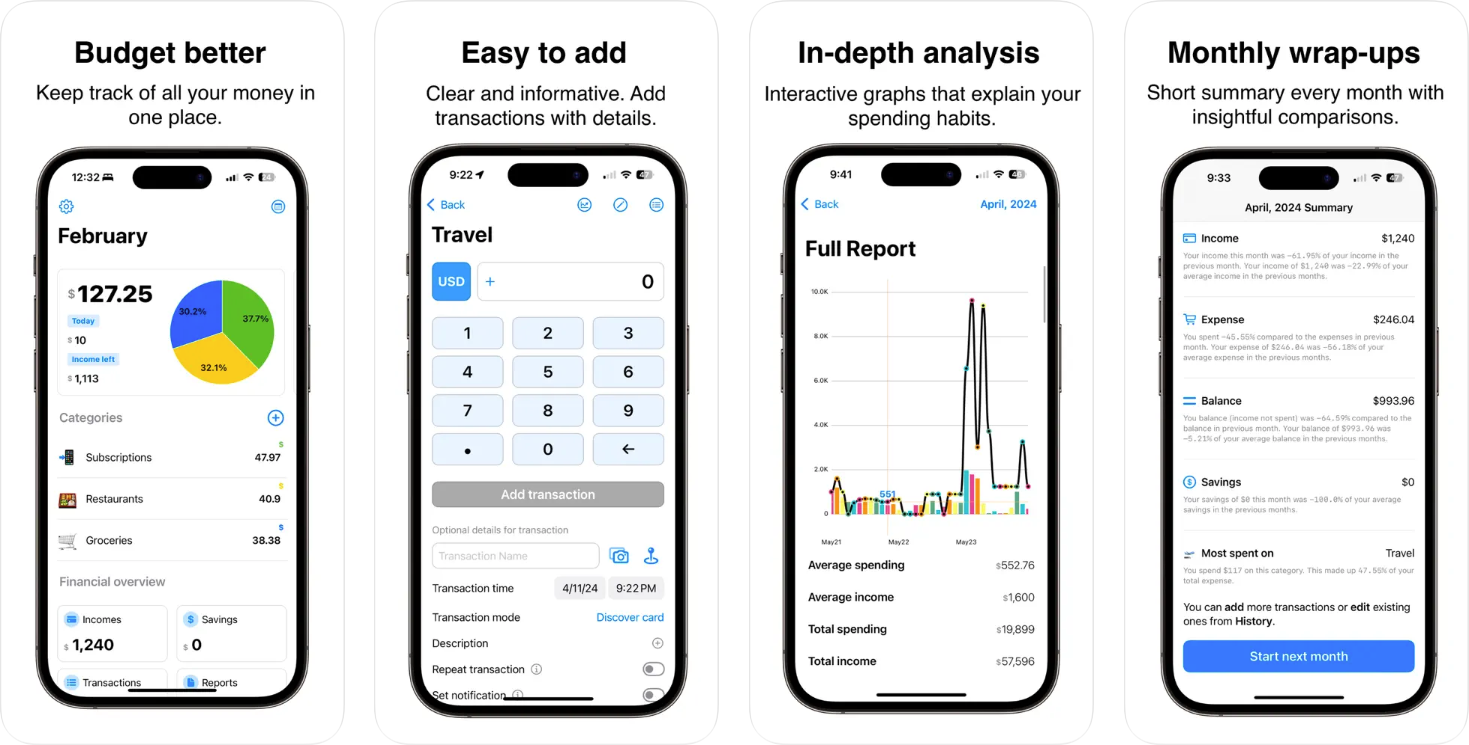 Budget better
Keep track of all your money in
one place.
12:32
24
February
$ 127.25
Today
$ 10
Income left
$ 1,113
30.2%
37.7%
32.1%
Categories
$
Subscriptions 47.97
$
Restaurants 40.9
$
Groceries 38.38
Financial overview
Incomes
$ 1,240
Savings
$ 0
Transactions
Reports
Easy to add
Clear and informative. Add
transactions with details.
9:22
47
Back
Travel
USD + 0
1 2 3
4 5 6
7 8 9
. 0 ←
Add transaction
Optional details for transaction
Transaction Name
Transaction time 4/11/24 9:22 PM
Transaction mode Discover card
Description
Repeat transaction
Set notification
In-depth analysis
Interactive graphs that explain your
spending habits.
9:41
Back April, 2024
Full Report
10.0K
8.0K
6.0K
4.0K
2.0K
551
0
May21 May22 May23
Average spending $552.76
Average income $1,600
Total spending $19,899
Total income $57,596
Monthly wrap-ups
Short summary every month with
insightful comparisons.
9:33
47
April, 2024 Summary
Income $1,240
Your income this month was -61.95% of your income in the
previous month. Your income of $1,240 was -22.99% of your
average income in the previous months.
Expense $246.04
You spent -45.55% compared to the expenses in previous
month. Your expense of $246.04 was -56.18% of your
average expense in the previous months.
Balance $993.96
You balance (income not spent) was -64.59% compared to the
balance in previous month. Your balance of $993.96 was
-5.21% of your average balance in the previous months.
Savings $0
Your savings of $0 this month was -100.0% of your average
savings in the previous months.
Most spent on Travel
You spend $117 on this category. This made up 47.55% of your
total expense.
You can add more transactions or edit existing
ones from History.
Start next month